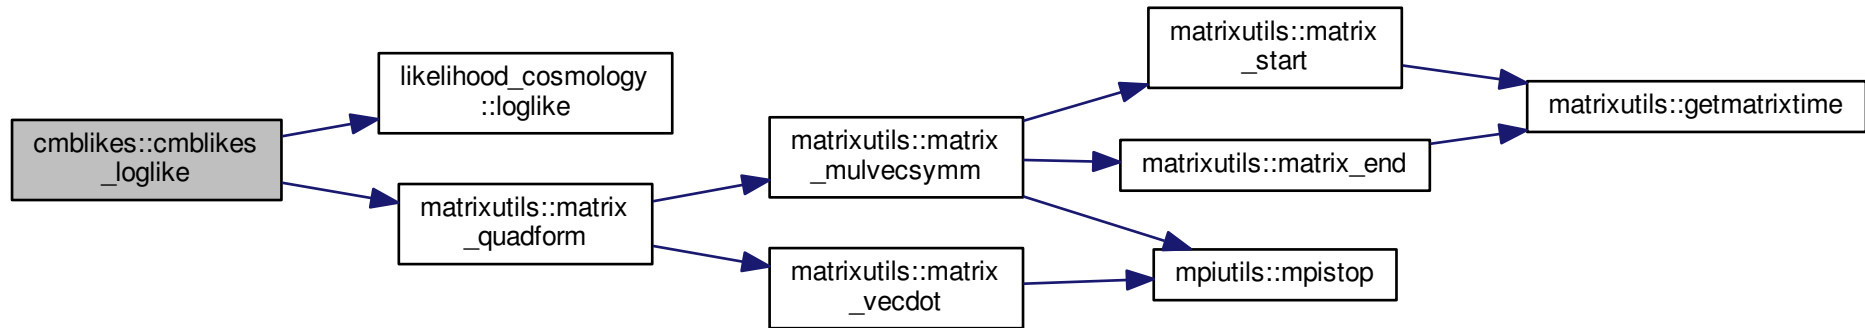 cmblikes::cmblikes
_loglike
likelihood_cosmology
::loglike
matrixutils::matrix
_quadform
matrixutils::matrix
_mulvecsymm
matrixutils::matrix
_vecdot
matrixutils::matrix
_start
matrixutils::matrix_end
mpiutils::mpistop
matrixutils::getmatrixtime